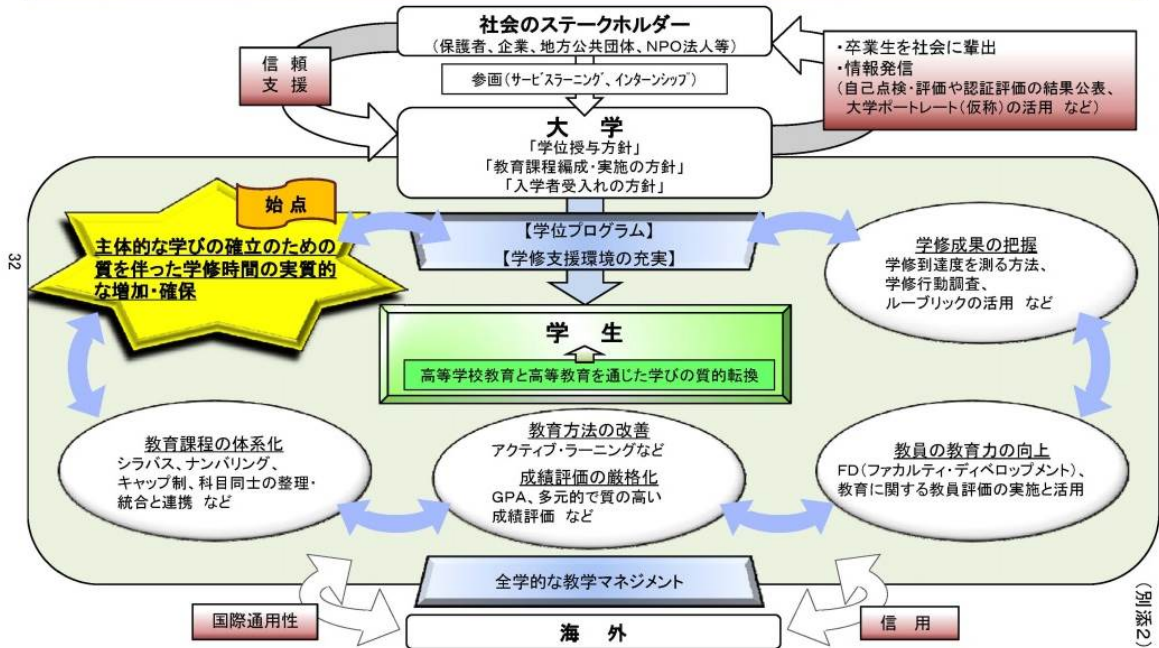 社会のステークホルダー
(保護者、企業、地方公共団体、NPO法人等)
信 頼
支 援
参画(サービスラーニング、インターンシップ)
・卒業生を社会に輩出
・情報発信
(自己点検・評価や認証評価の結果公表、
大学ポートレート(仮称)の活用 など)
大 学
「学位授与方針」
「教育課程編成・実施の方針」
「入学者受入れの方針」
始 点
主体的な学びの確立のための
質を伴った学修時間の実質的
な増加・確保
【学位プログラム】
【学修支援環境の充実】
学修成果の把握
学修到達度を測る方法、
学修行動調査、
ルーブリックの活用 など
32
学 生
高等学校教育と高等教育を通じた学びの質的転換
教育課程の体系化
シラバス、ナンバリング、
キャップ制、科目同士の整理・
統合と連携 など
教育方法の改善
アクティブ・ラーニングなど
成績評価の厳格化
GPA、多元的で質の高い
成績評価 など
教員の教育力の向上
FD(ファカルティ・ディベロップメント)、
教育に関する教員評価の実施と活用
全学的な教学マネジメント
国際通用性
海 外
信 用
(別添2)